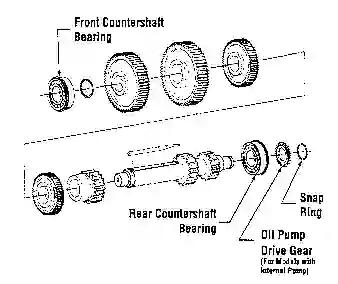 Front Countershaft
Bearing
Rear Countershaft
Bearing
Snap
Ring
Oil Pump
Drive Gear
(For Models with
Internal Pump)